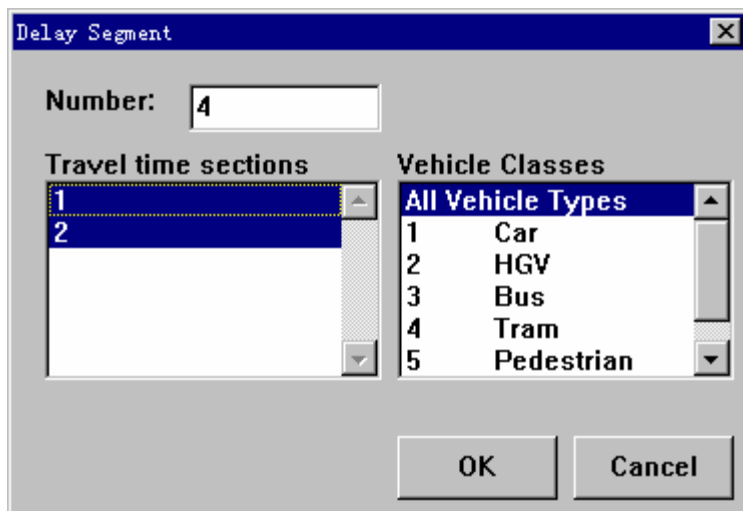 Delay Segment
Number: 4
Travel time sections
1
2
Vehicle Classes
All Vehicle Types
1 Car
2 HGV
3 Bus
4 Tram
5 Pedestrian
OK Cancel